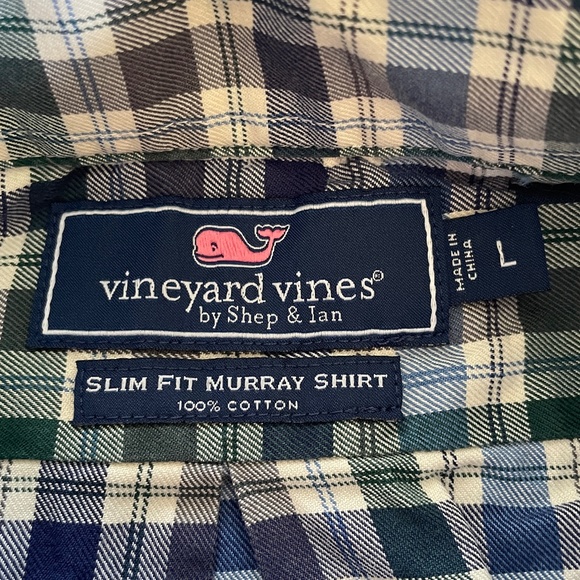 vineyard vines®
by Shep & Ian
MADE IN
CHINA
L
SLIM FIT MURRAY SHIRT
100% COTTON